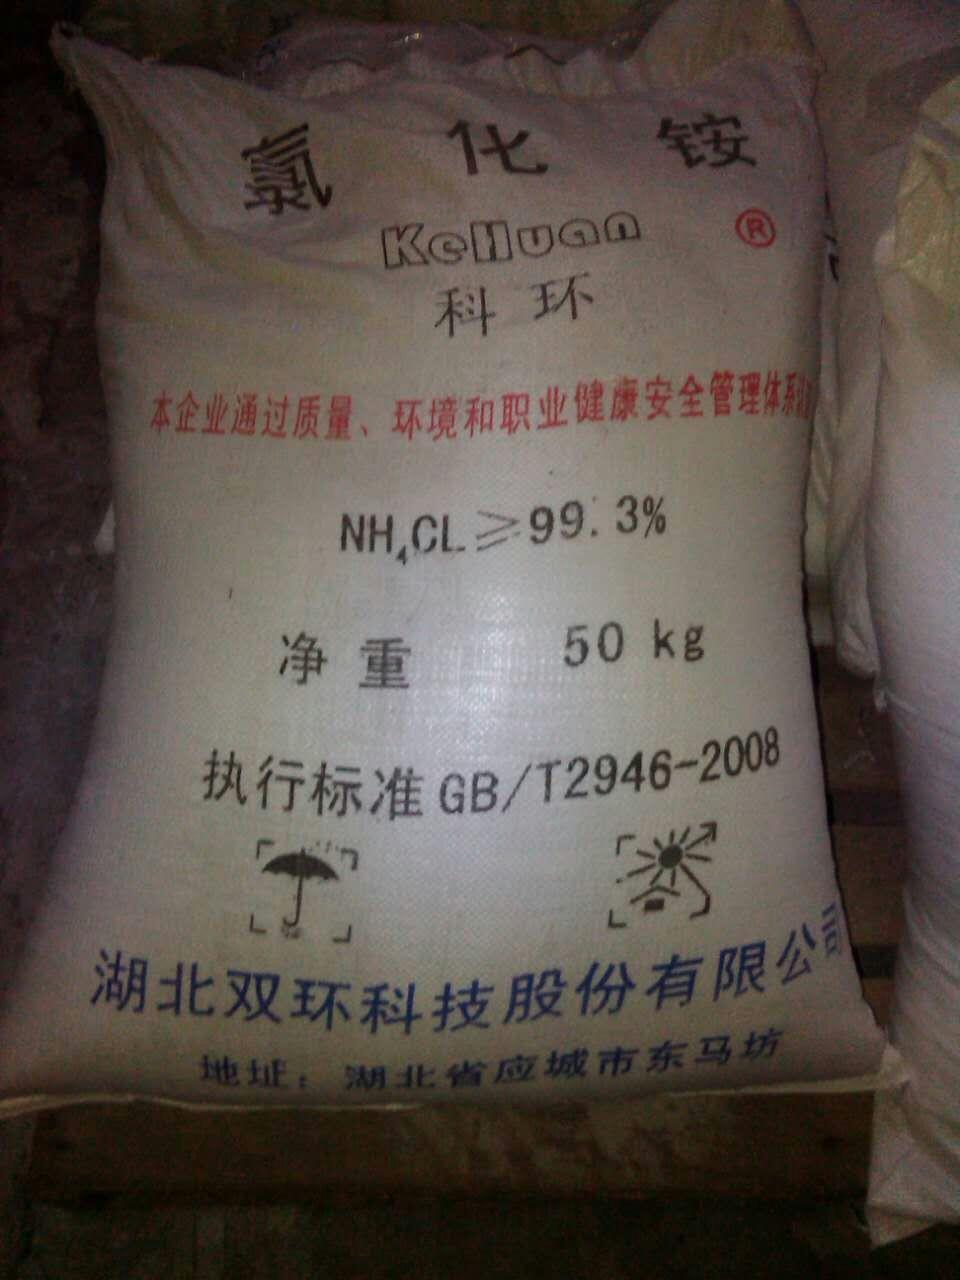 氯化铵
KeHuan ®
科环
本企业通过质量、环境和职业健康安全管理体系
NH₄CL≥99.3%
净重 50kg
执行标准GB/T2946-2008
湖北双环科技股份有限公司
地址：湖北省应城市东马坊